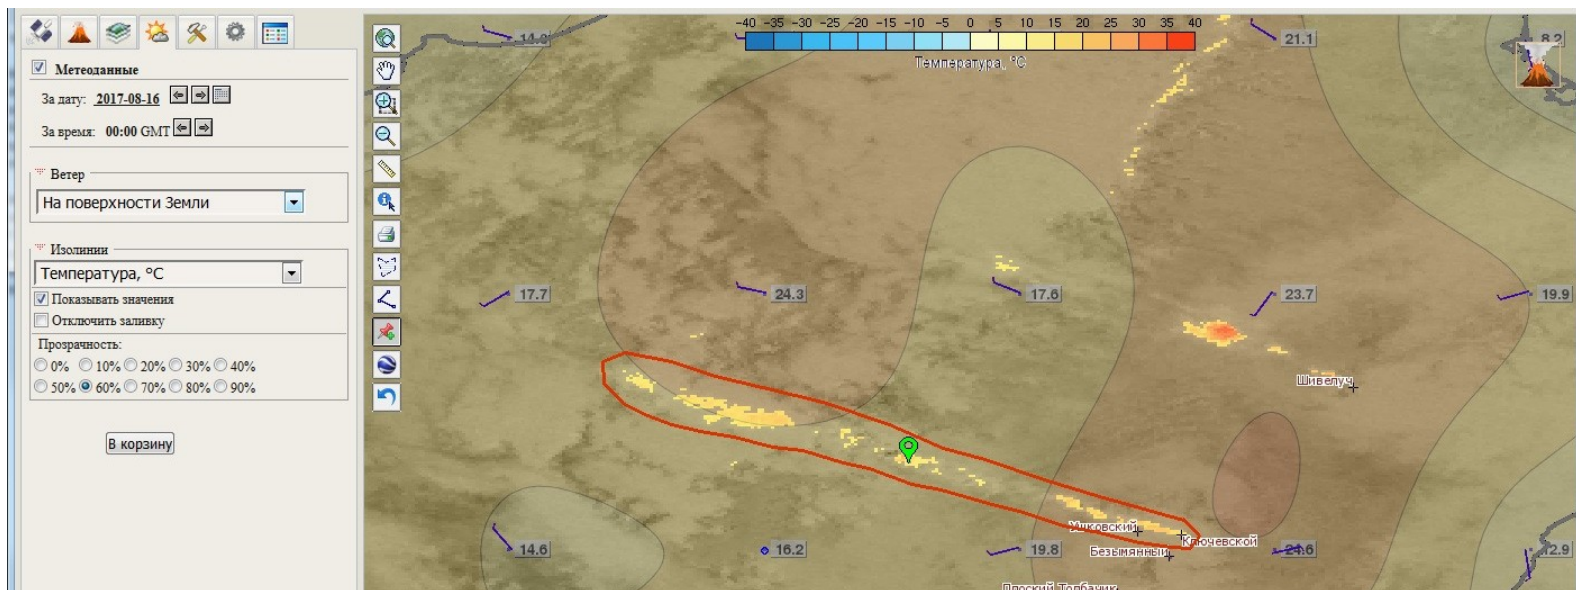 Метеоданные
За дату: 2017-08-16
За время: 00:00 GMT
Ветер
На поверхности Земли
Изолинии
Температура, °C
Показывать значения
Отключить заливку
Прозрачность:
0% 10% 20% 30% 40%
50% 60% 70% 80% 90%
В корзину
-40 -35 -30 -25 -20 -15 -10 -5 0 5 10 15 20 25 30 35 40
Температура, °C
21.1
8.2
17.7
24.3
17.6
23.7
19.9
Шивелуч
Ушковский
Ключевской
Безымянный
14.6
16.2
19.8
24.6
12.9
Плоский Толбачик